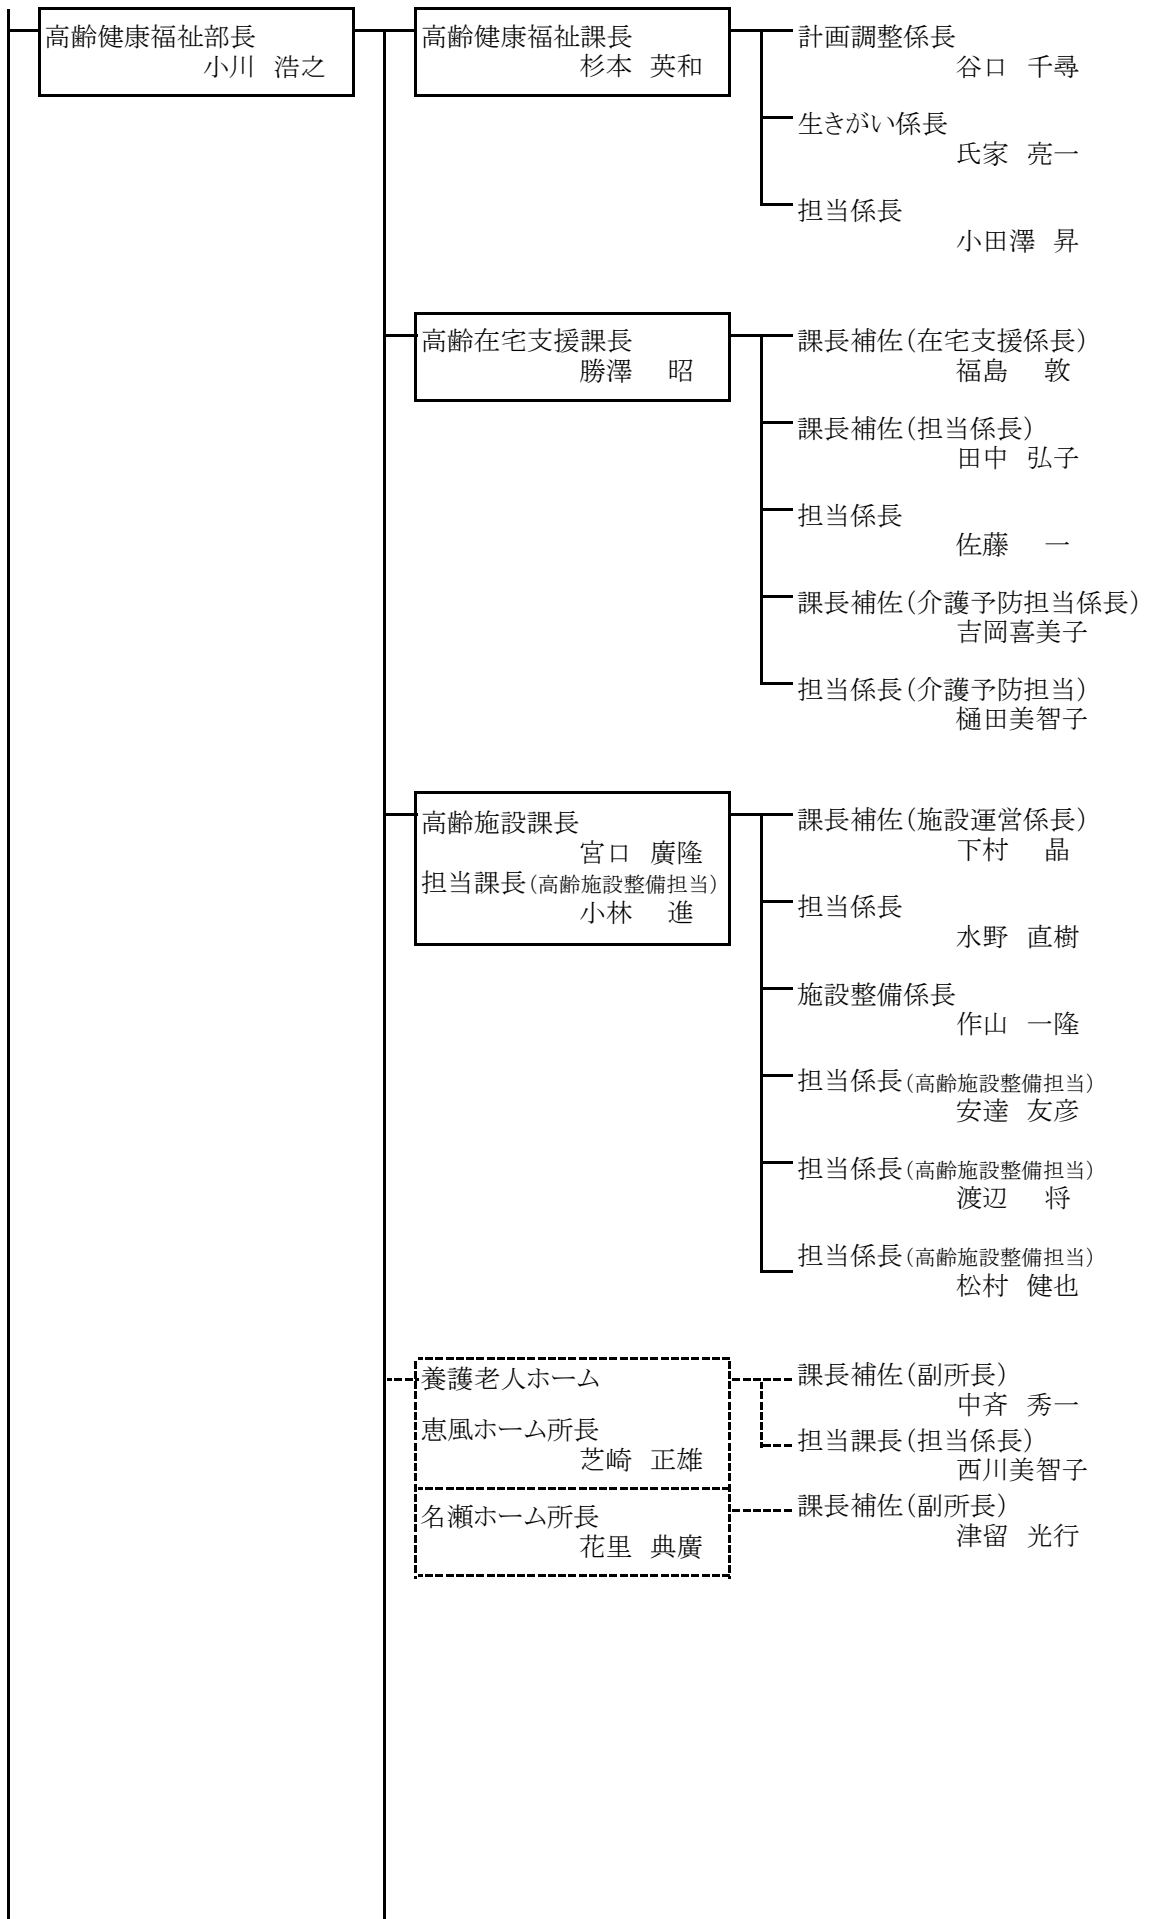 高齢健康福祉部長
小川 浩之
高齢健康福祉課長
杉本 英和
計画調整係長
谷口 千尋
生きがい係長
氏家 亮一
担当係長
小田澤 昇
高齢在宅支援課長
勝澤 昭
課長補佐(在宅支援係長)
福島 敦
課長補佐(担当係長)
田中 弘子
担当係長
佐藤 一
課長補佐(介護予防担当係長)
吉岡喜美子
担当係長(介護予防担当)
樋田美智子
高齢施設課長
宮口 廣隆
担当課長(高齢施設整備担当)
小林 進
課長補佐(施設運営係長)
下村 晶
担当係長
水野 直樹
施設整備係長
作山 一隆
担当係長(高齢施設整備担当)
安達 友彦
担当係長(高齢施設整備担当)
渡辺 将
担当係長(高齢施設整備担当)
松村 健也
養護老人ホーム
恵風ホーム所長
芝崎 正雄
課長補佐(副所長)
中斉 秀一
担当課長(担当係長)
西川美智子
名瀬ホーム所長
花里 典廣
課長補佐(副所長)
津留 光行